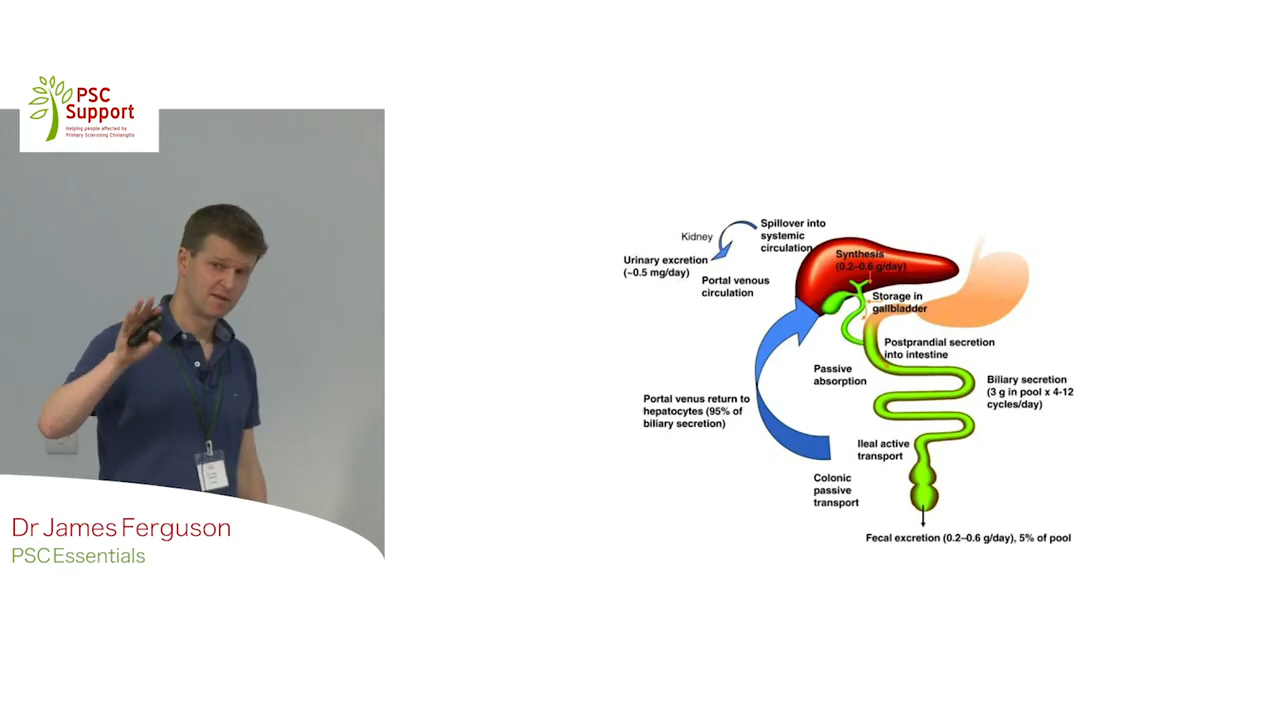 PSC
Support
Helping people affected by
Primary Sclerosing Cholangitis
Dr James Ferguson
PSC Essentials
Kidney
Spillover into
systemic
circulation
Urinary excretion
(~0.5 mg/day)
Portal venous
circulation
Synthesis
(0.2–0.6 g/day)
Storage in
gallbladder
Postprandial secretion
into intestine
Passive
absorption
Biliary secretion
(3 g in pool x 4-12
cycles/day)
Portal venus return to
hepatocytes (95% of
biliary secretion)
Ileal active
transport
Colonic
passive
transport
Fecal excretion (0.2–0.6 g/day), 5% of pool